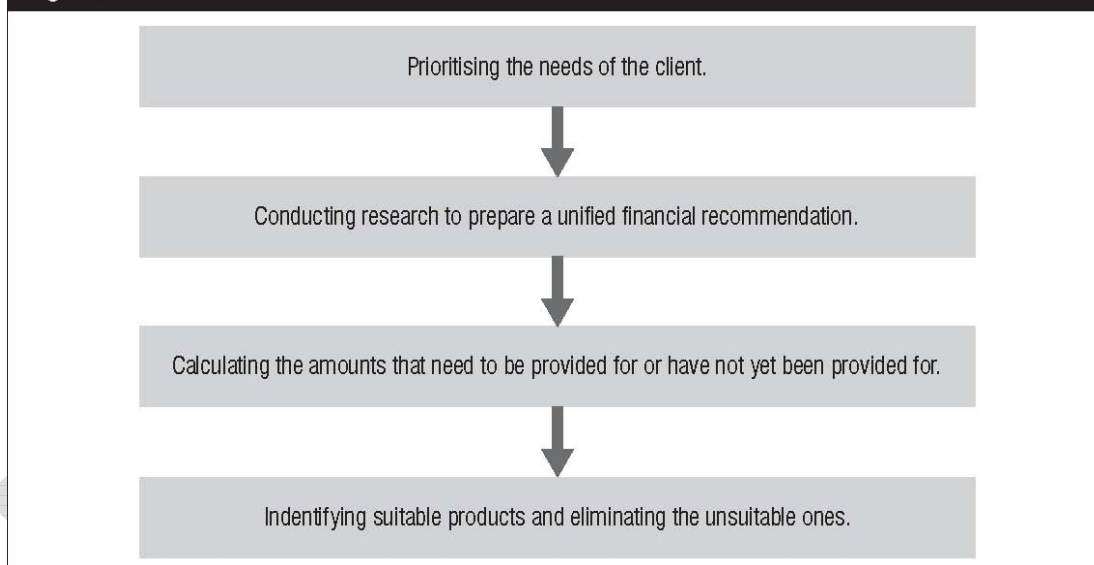 Prioritising the needs of the client.
Conducting research to prepare a unified financial recommendation.
Calculating the amounts that need to be provided for or have not yet been provided for.
Indentifying suitable products and eliminating the unsuitable ones.